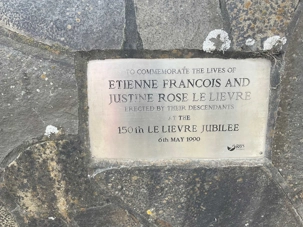 TO COMMEMORATE THE LIVES OF
ETIENNE FRANCOIS AND
JUSTINE ROSE LE LIEVRE
ERECTED BY THEIR DESCENDANTS
AT THE
150th LE LIEVRE JUBILEE
6th MAY 1990